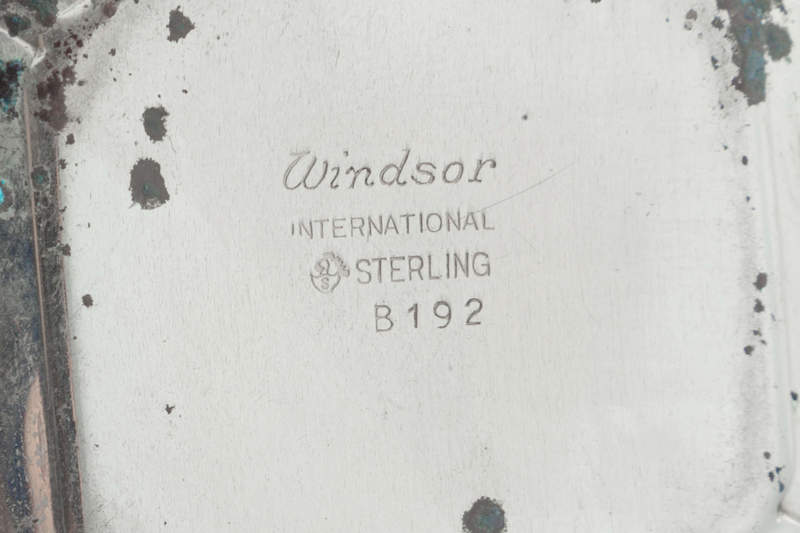 Windsor
INTERNATIONAL
S STERLING
B192